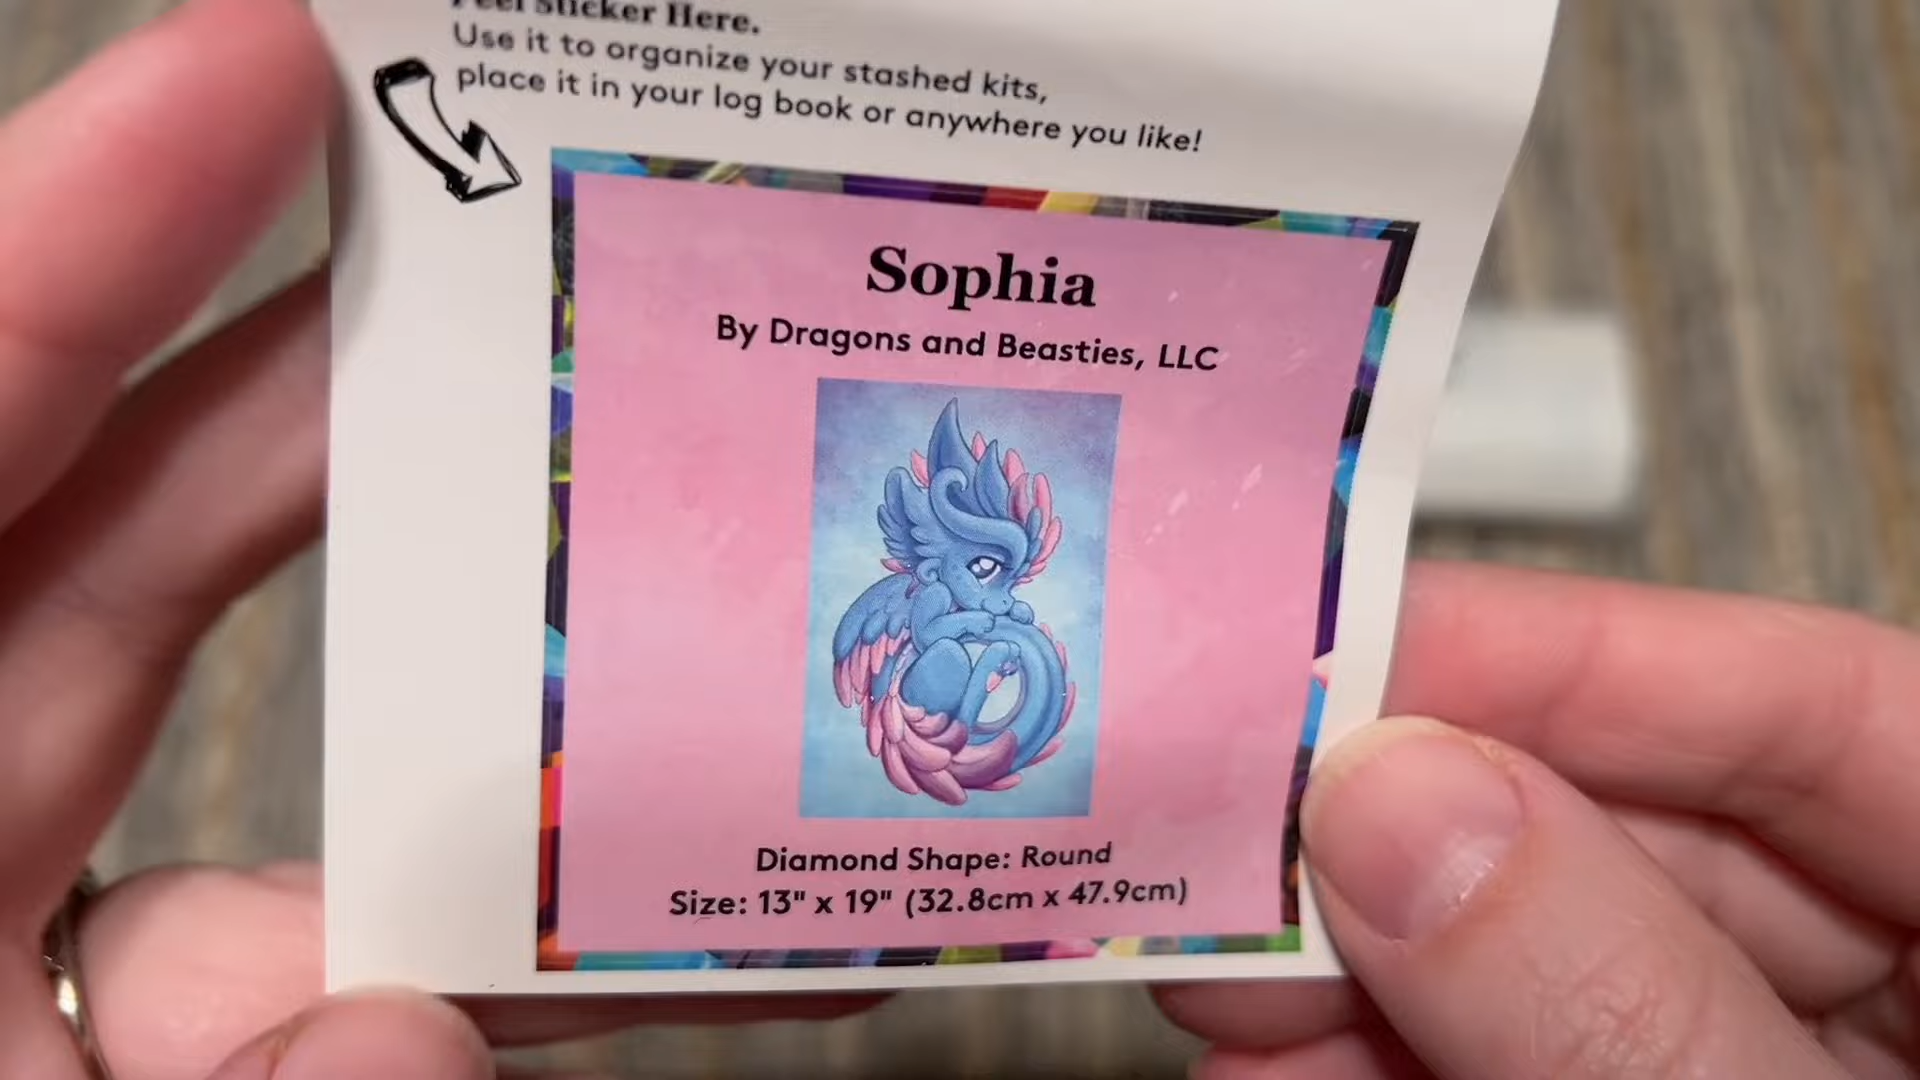 Peel Sticker Here.
Use it to organize your stashed kits,
place it in your log book or anywhere you like!
Sophia
By Dragons and Beasties, LLC
Diamond Shape: Round
Size: 13" x 19" (32.8cm x 47.9cm)